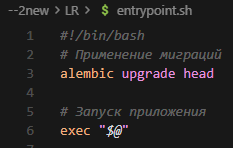 --2new > LR > $ entrypoint.sh
1 #!/bin/bash
2 # Применение миграций
3 alembic upgrade head
4
5 # Запуск приложения
6 exec "$@"